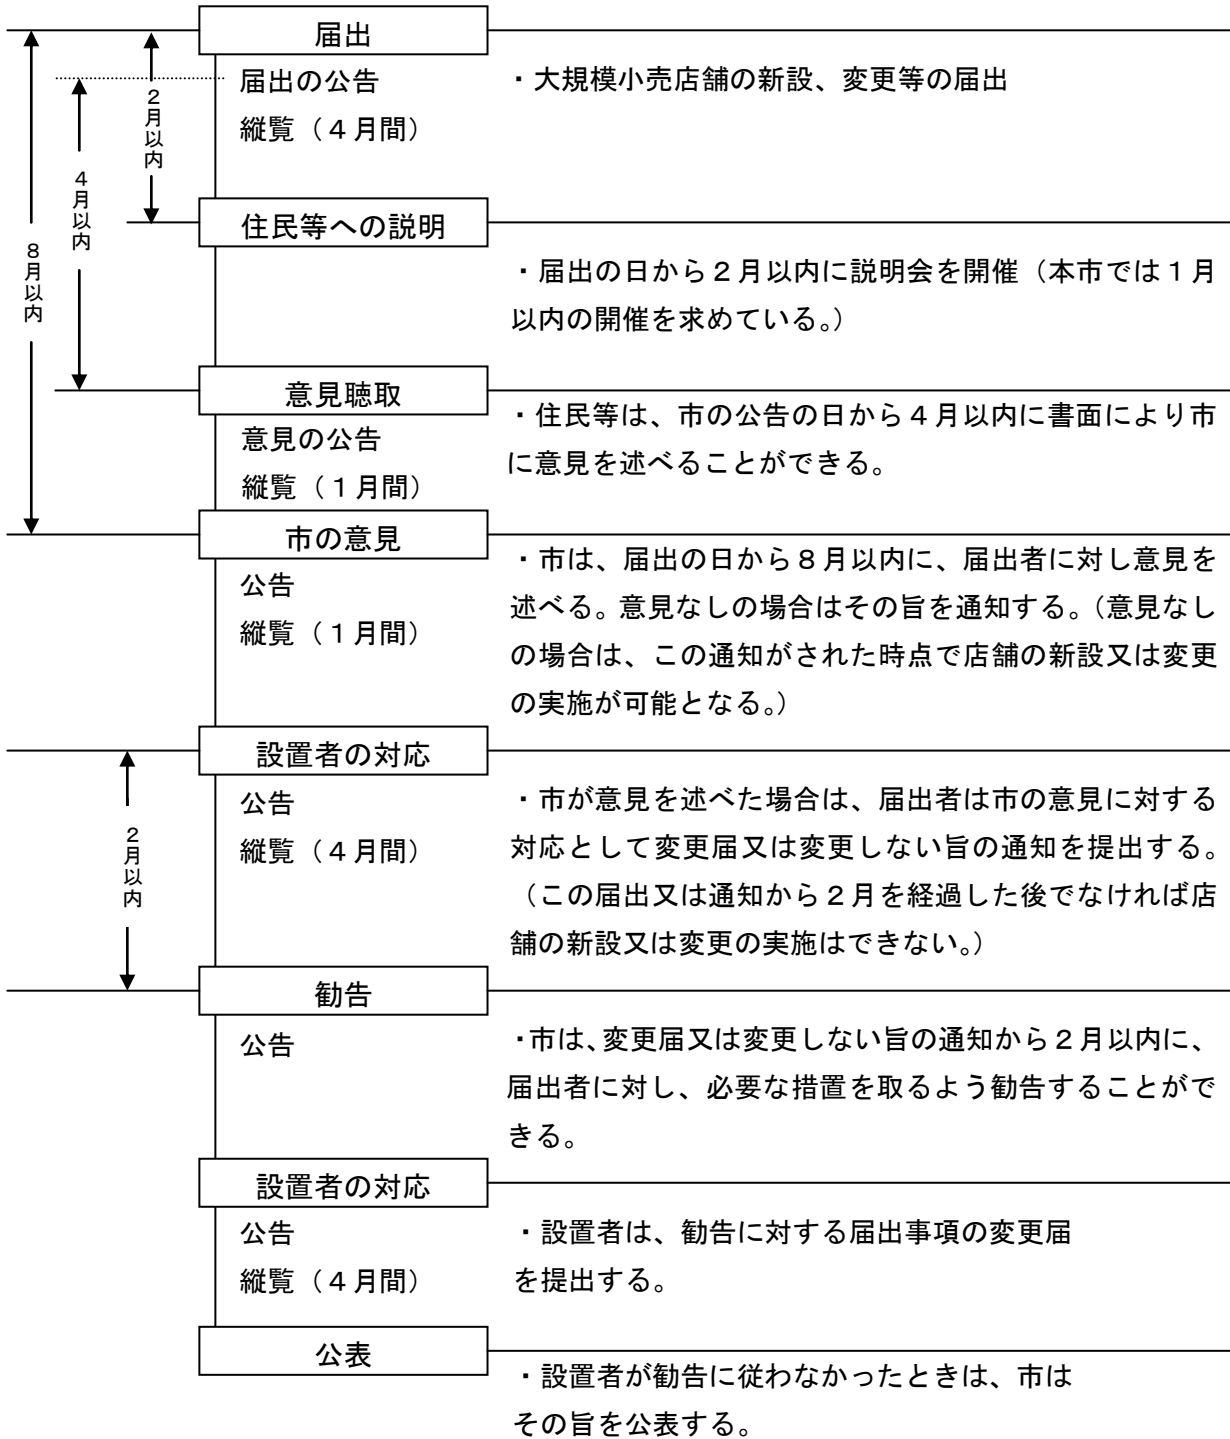 届出
届出の公告
縦覧（４月間）
・大規模小売店舗の新設、変更等の届出
２月以内
４月以内
８月以内
住民等への説明
・届出の日から２月以内に説明会を開催（本市では１月
以内の開催を求めている。）
意見聴取
意見の公告
縦覧（１月間）
・住民等は、市の公告の日から４月以内に書面により市
に意見を述べることができる。
市の意見
公告
縦覧（１月間）
・市は、届出の日から８月以内に、届出者に対し意見を
述べる。意見なしの場合はその旨を通知する。（意見なし
の場合は、この通知がされた時点で店舗の新設又は変更
の実施が可能となる。）
設置者の対応
公告
縦覧（４月間）
２月以内
・市が意見を述べた場合は、届出者は市の意見に対する
対応として変更届又は変更しない旨の通知を提出する。
（この届出又は通知から２月を経過した後でなければ店
舗の新設又は変更の実施はできない。）
勧告
公告
・市は、変更届又は変更しない旨の通知から２月以内に、
届出者に対し、必要な措置を取るよう勧告することがで
きる。
設置者の対応
公告
縦覧（４月間）
・設置者は、勧告に対する届出事項の変更届
を提出する。
公表
・設置者が勧告に従わなかったときは、市は
その旨を公表する。